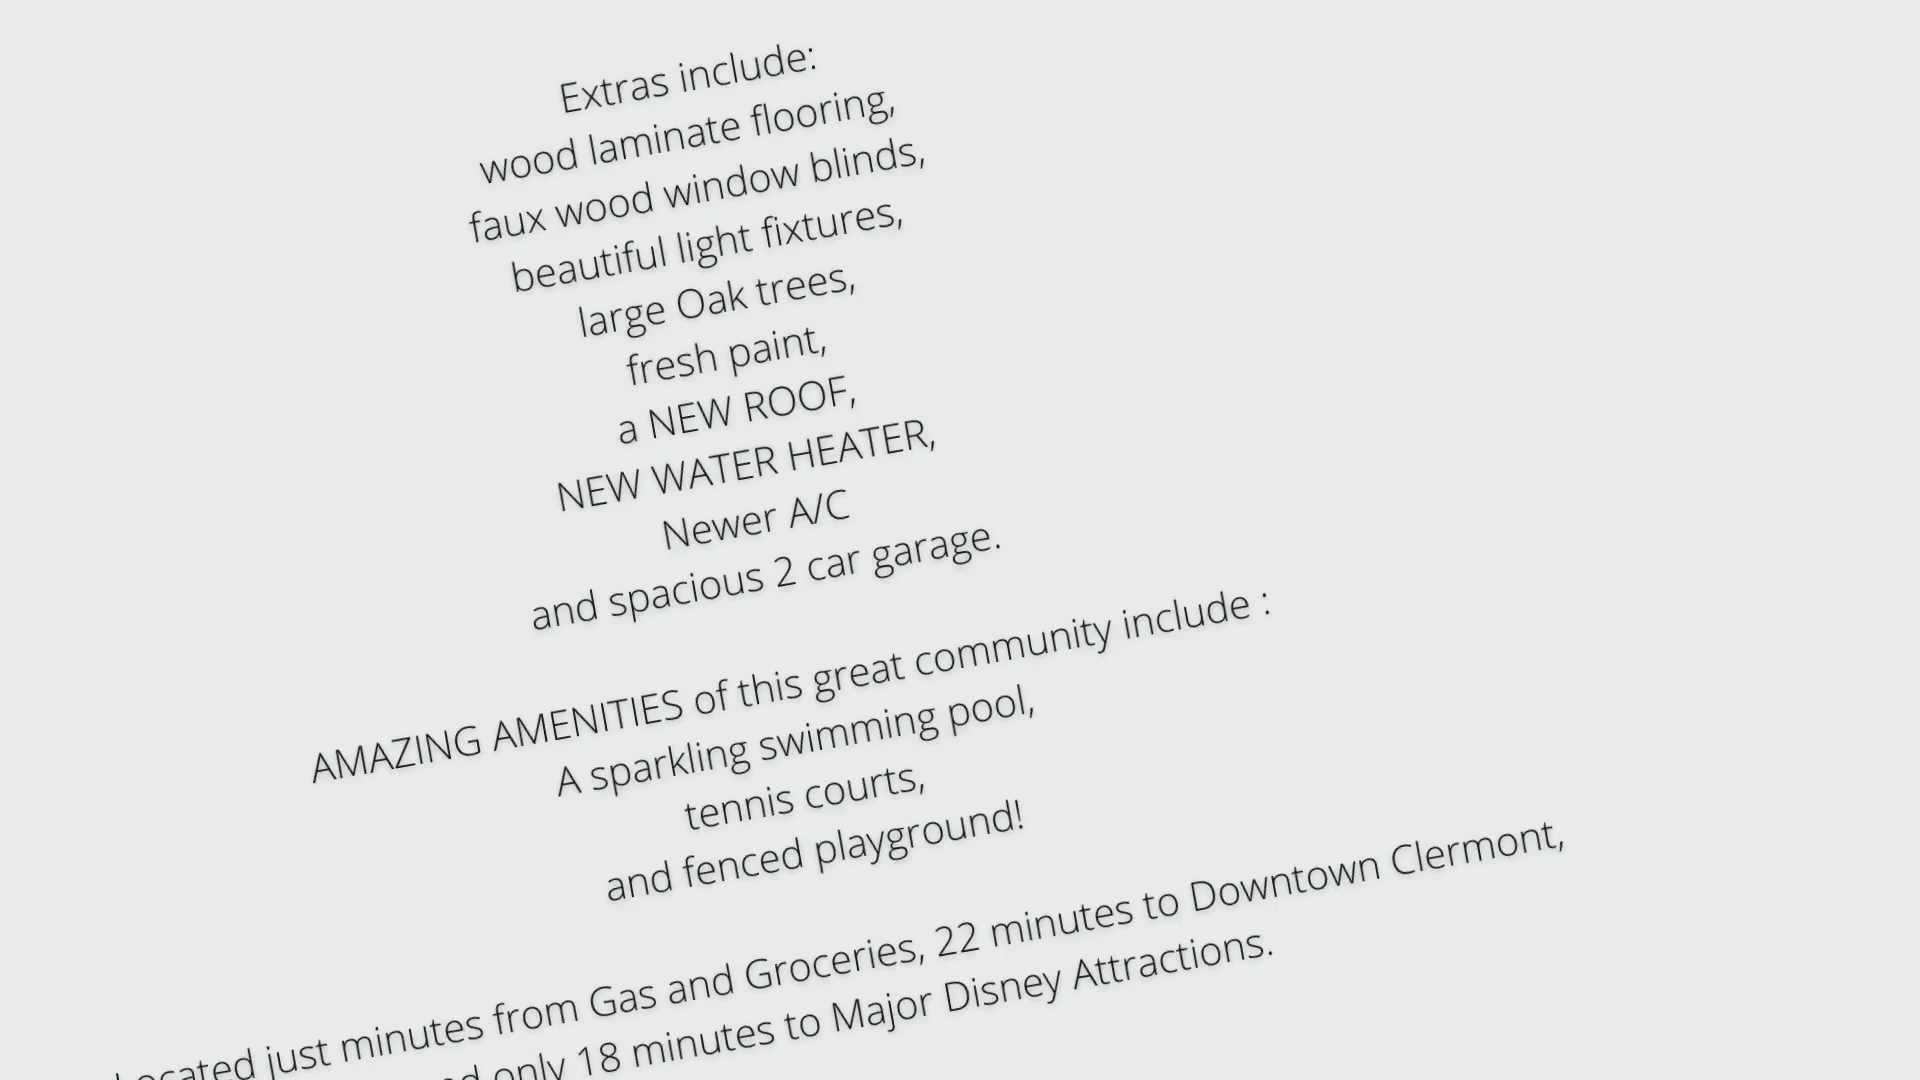 Extras include:
wood laminate flooring,
faux wood window blinds,
beautiful light fixtures,
large Oak trees,
fresh paint,
a NEW ROOF,
NEW WATER HEATER,
Newer A/C
and spacious 2 car garage.
AMAZING AMENITIES of this great community include :
A sparkling swimming pool,
tennis courts,
and fenced playground!
Located just minutes from Gas and Groceries, 22 minutes to Downtown Clermont,
only 18 minutes to Major Disney Attractions.